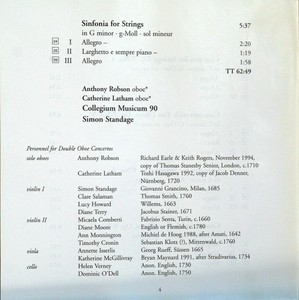 Sinfonia for Strings 5:37
in G minor · g-Moll · sol mineur
I Allegro – 2:20
II Larghetto e sempre piano – 1:19
III Allegro 1:58
TT 62:49
Anthony Robson oboe*
Catherine Latham oboe*
Collegium Musicum 90
Simon Standage
Personnel for Double Oboe Concertos
solo oboes Anthony Robson Richard Earle & Keith Rogers, November 1994,
copy of Thomas Stanesby Senior, London, c.1710
Catherine Latham Toshi Hasegawa 1992, copy of Jacob Denner,
Nürnberg, 1720
violin I Simon Standage Giovanni Grancino, Milan, 1685
Clare Salaman Thomas Smith, 1760
Lucy Howard Willems, 1663
Diane Terry Jacobus Stainer, 1671
violin II Micaela Comberti Fabrizio Senta, Turin, c.1660
Diane Moore English or Flemish, c.1780
Ann Monnington Michiel de Hoog 1988, after Amati, 1642
Timothy Cronin Sebastian Klotz (?), Mittenwald, c.1760
viola Annette Isserlis Georg Rueff, Süssen 1665
Katherine McGillivray Bryan Maynard 1991, after Stradivarius, 1734
cello Helen Verney Anon. English, 1730
Dominic O'Dell Anon. English, 1750
4